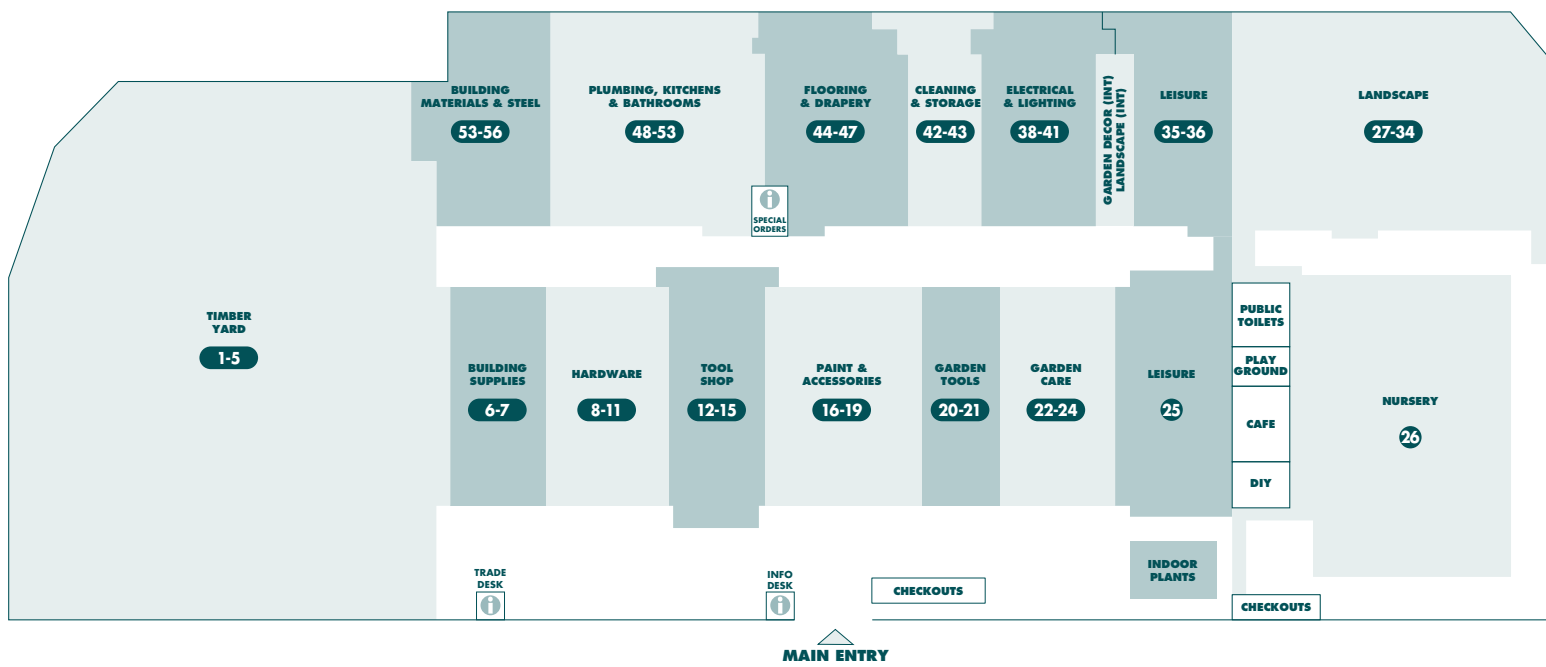 BUILDING
MATERIALS & STEEL
53-56
PLUMBING, KITCHENS
& BATHROOMS
48-53
FLOORING
& DRAPERY
44-47
CLEANING
& STORAGE
42-43
ELECTRICAL
& LIGHTING
38-41
GARDEN DECOR (INT)
LANDSCAPE (INT)
LEISURE
35-36
LANDSCAPE
27-34
SPECIAL
ORDERS
TIMBER
YARD
1-5
BUILDING
SUPPLIES
6-7
HARDWARE
8-11
TOOL
SHOP
12-15
PAINT &
ACCESSORIES
16-19
GARDEN
TOOLS
20-21
GARDEN
CARE
22-24
LEISURE
25
PUBLIC
TOILETS
PLAY
GROUND
CAFE
DIY
NURSERY
26
TRADE
DESK
INFO
DESK
CHECKOUTS
INDOOR
PLANTS
CHECKOUTS
MAIN ENTRY